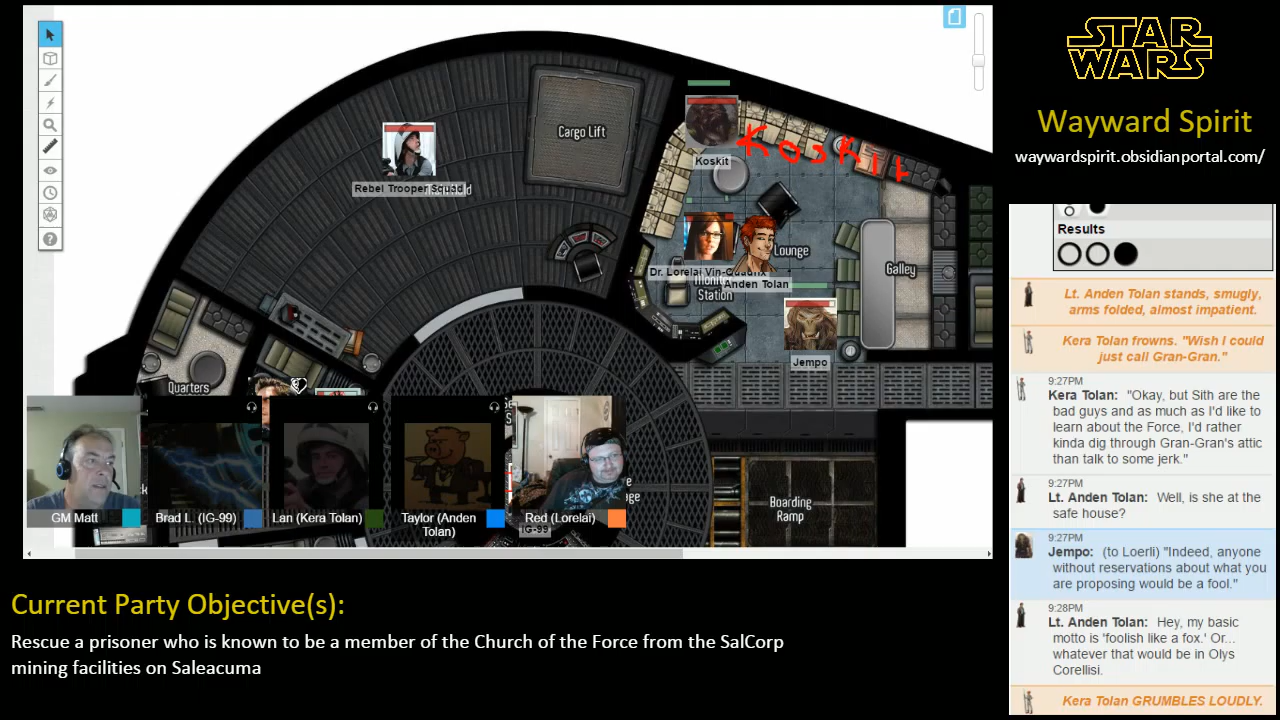 STAR
WARS
Wayward Spirit
waywardspirit.obsidianportal.com/
Cargo Lift
Koskit
KosKit
Rebel Trooper Squad
Lounge
Galley
Dr. Lorelai Vin-Quadrix
Anden Tolan
Station
Jempo
Quarters
Boarding
Ramp
GM Matt
Brad L. (IG-99)
Lan (Kera Tolan)
Taylor (Anden
Tolan)
Red (Lorelai)
IG-99
Results
Lt. Anden Tolan stands, smugly,
arms folded, almost impatient.
Kera Tolan frowns. "Wish I could
just call Gran-Gran."
9:27PM
Kera Tolan: "Okay, but Sith are the
bad guys and as much as I'd like to
learn about the Force, I'd rather
kinda dig through Gran-Gran's attic
than talk to some jerk."
9:27PM
Lt. Anden Tolan: Well, is she at the
safe house?
9:27PM
Jempo: (to Loerli) "Indeed, anyone
without reservations about what you
are proposing would be a fool."
9:28PM
Lt. Anden Tolan: Hey, my basic
motto is 'foolish like a fox.' Or...
whatever that would be in Olys
Corellisi.
Kera Tolan GRUMBLES LOUDLY.
Current Party Objective(s):
Rescue a prisoner who is known to be a member of the Church of the Force from the SalCorp
mining facilities on Saleacuma